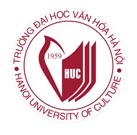 TRƯỜNG ĐẠI HỌC VĂN HÓA HÀ NỘI
1959
HUC
HANOI UNIVERSITY OF CULTURE